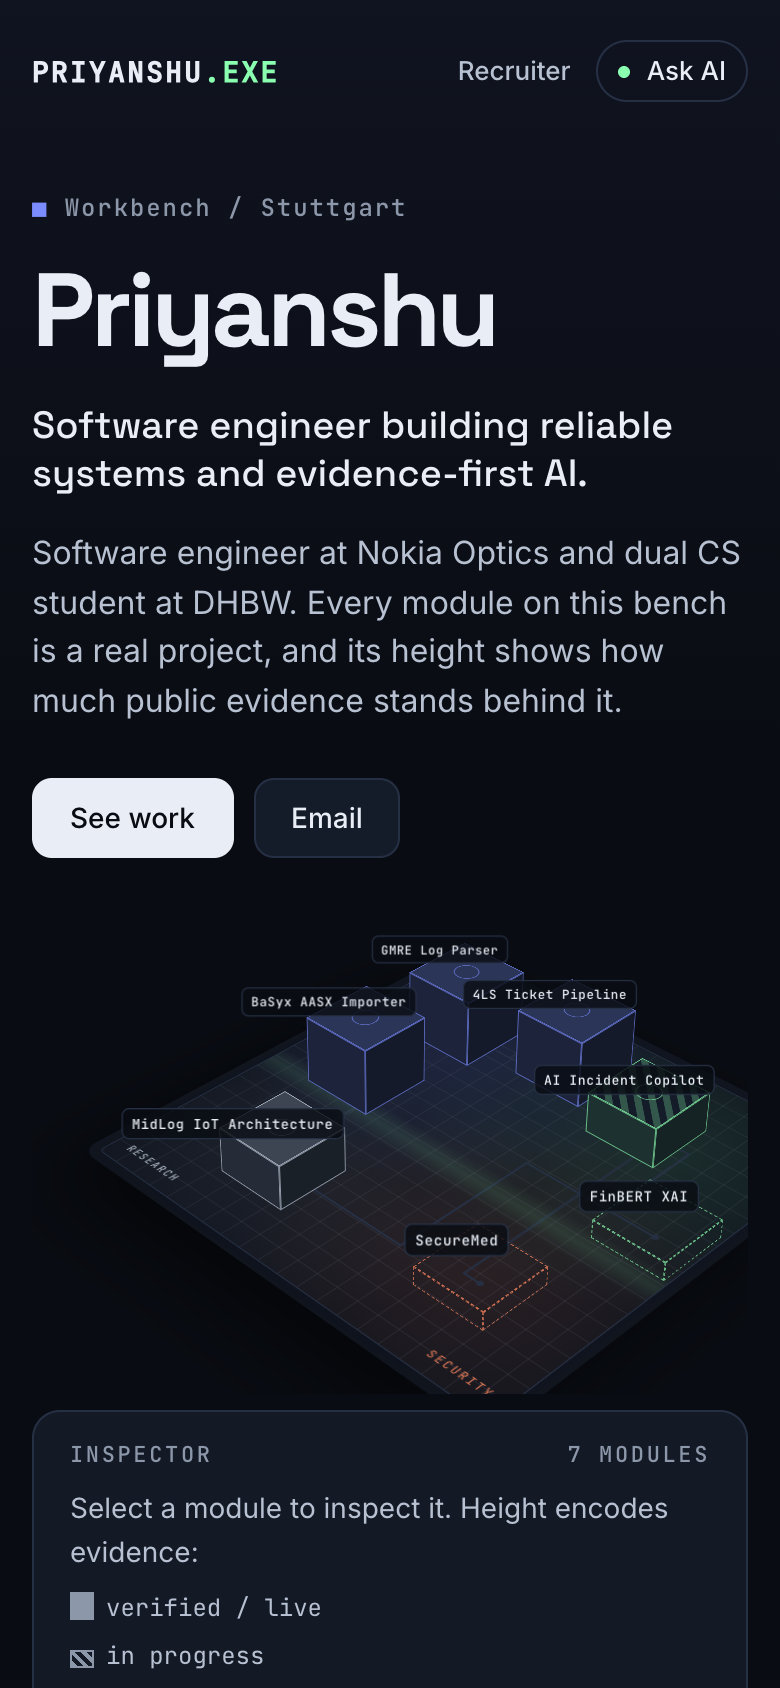 PRIYANSHU.EXE
Recruiter
Ask AI
Workbench / Stuttgart
Priyanshu
Software engineer building reliable
systems and evidence-first AI.
Software engineer at Nokia Optics and dual CS
student at DHBW. Every module on this bench
is a real project, and its height shows how
much public evidence stands behind it.
See work
Email
GMRE Log Parser
BaSyx AASX Importer
4LS Ticket Pipeline
AI Incident Copilot
MidLog IoT Architecture
RESEARCH
FinBERT XAI
SecureMed
SECURITY
INSPECTOR
7 MODULES
Select a module to inspect it. Height encodes
evidence:
verified / live
in progress